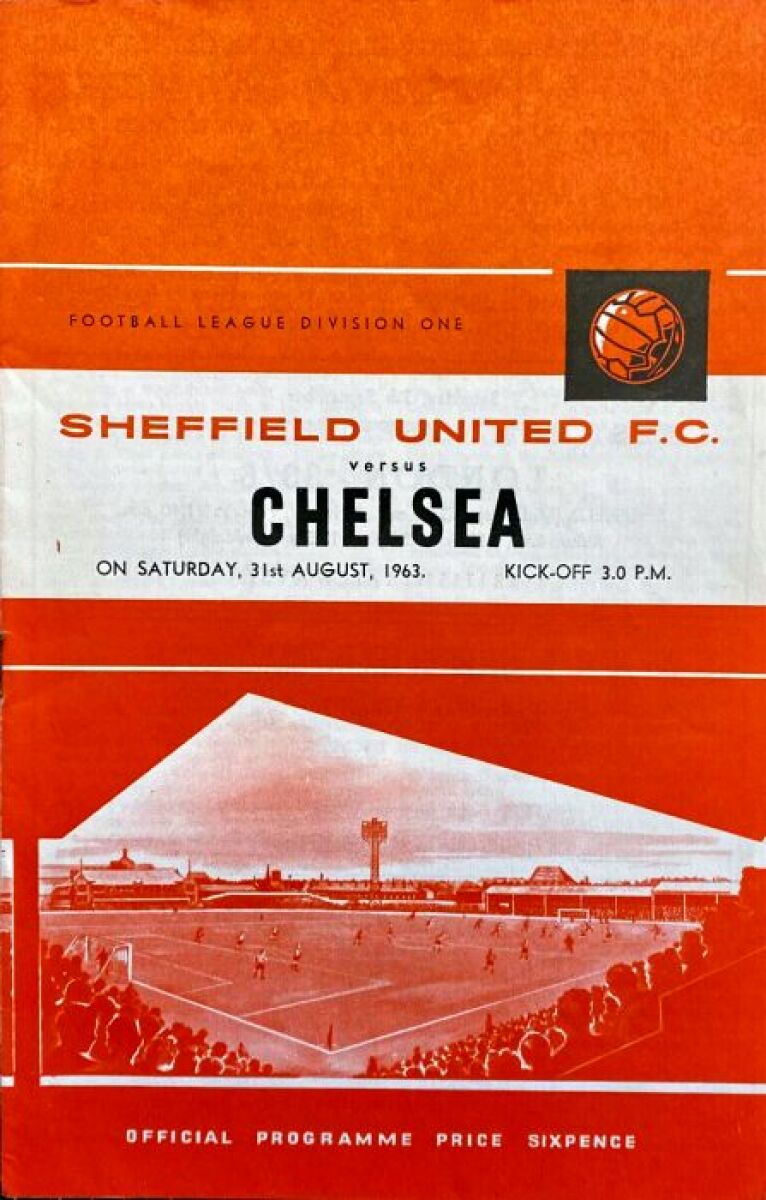 FOOTBALL LEAGUE DIVISION ONE
SHEFFIELD UNITED F.C.
versus
CHELSEA
ON SATURDAY, 31st AUGUST, 1963. KICK-OFF 3.0 P.M.
OFFICIAL PROGRAMME PRICE SIXPENCE